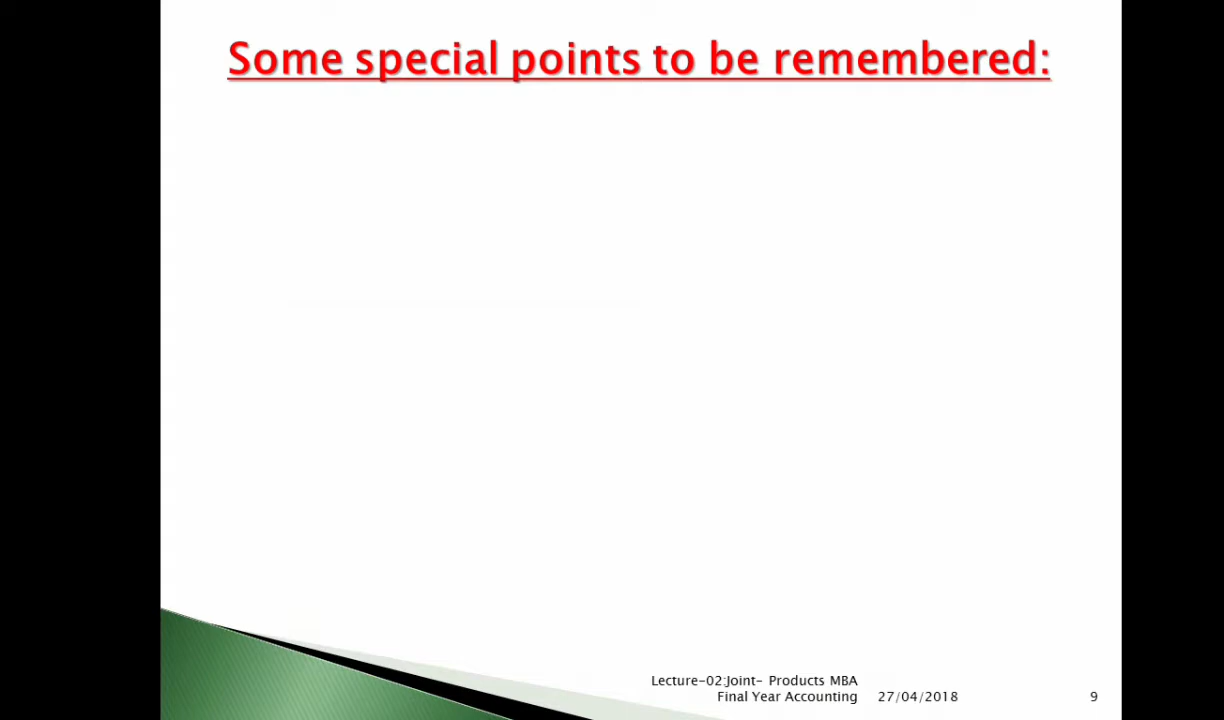 Some special points to be remembered:
Lecture-02:Joint- Products MBA
Final Year Accounting 27/04/2018 9